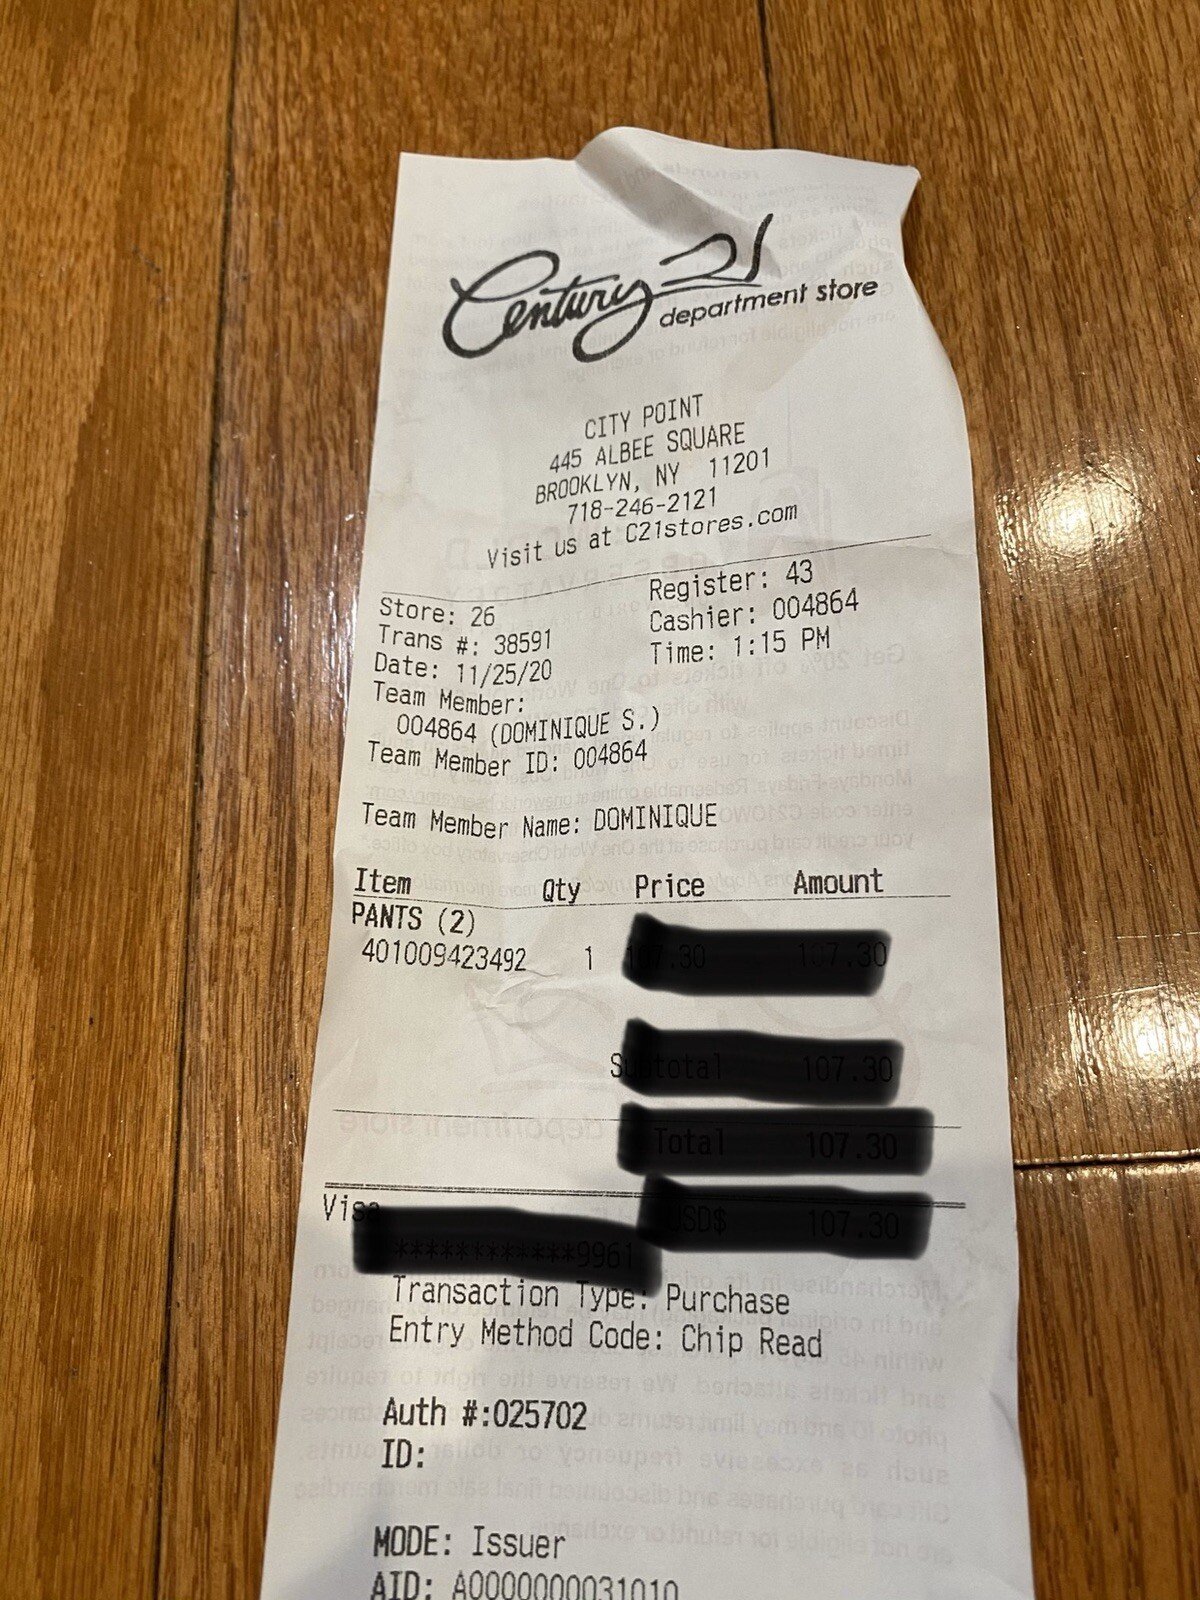 Century 21
department store
CITY POINT
445 ALBEE SQUARE
BROOKLYN, NY 11201
718-246-2121
Visit us at C21stores.com
Store: 26 Register: 43
Trans #: 38591 Cashier: 004864
Date: 11/25/20 Time: 1:15 PM
Team Member:
004864 (DOMINIQUE S.)
Team Member ID: 004864
Team Member Name: DOMINIQUE
Item Qty Price Amount
PANTS (2)
401009423492 1 107.30 107.30
Subtotal 107.30
Total 107.30
Visa USD$ 107.30
************9961
Transaction Type: Purchase
Entry Method Code: Chip Read
Auth #:025702
ID:
MODE: Issuer
AID: A0000000031010